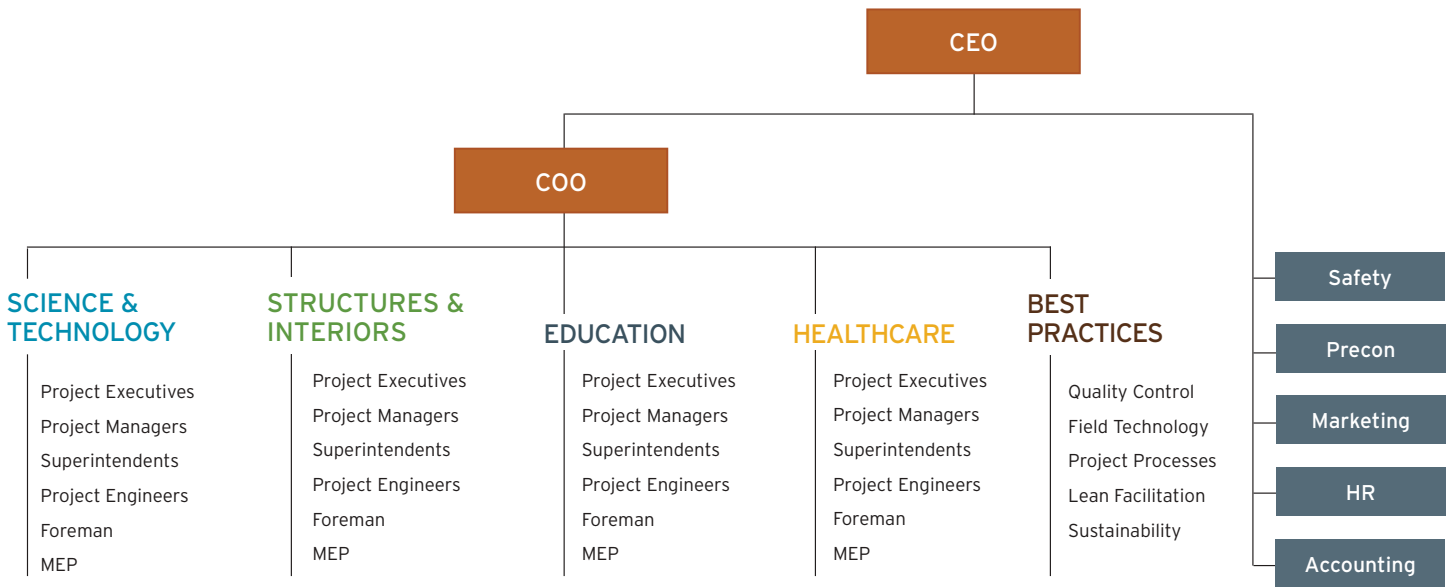 CEO
COO
SCIENCE &
TECHNOLOGY
Project Executives
Project Managers
Superintendents
Project Engineers
Foreman
MEP
STRUCTURES &
INTERIORS
Project Executives
Project Managers
Superintendents
Project Engineers
Foreman
MEP
EDUCATION
Project Executives
Project Managers
Superintendents
Project Engineers
Foreman
MEP
HEALTHCARE
Project Executives
Project Managers
Superintendents
Project Engineers
Foreman
MEP
BEST
PRACTICES
Quality Control
Field Technology
Project Processes
Lean Facilitation
Sustainability
Safety
Precon
Marketing
HR
Accounting